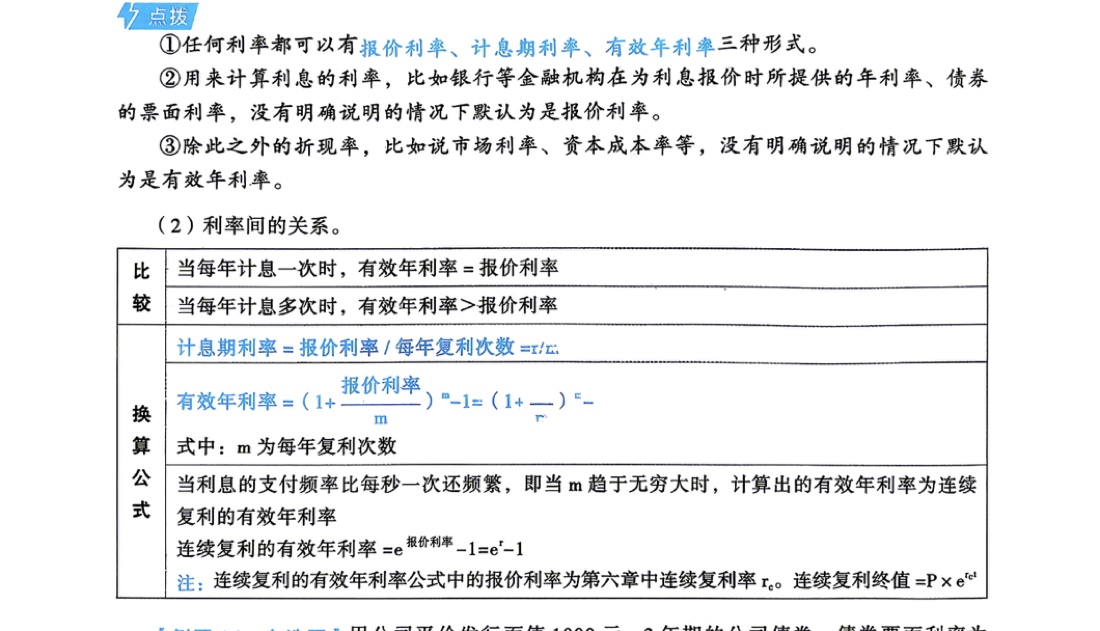 点拨
①任何利率都可以有报价利率、计息期利率、有效年利率三种形式。
②用来计算利息的利率，比如银行等金融机构在为利息报价时所提供的年利率、债券
的票面利率，没有明确说明的情况下默认为是报价利率。
③除此之外的折现率，比如说市场利率、资本成本率等，没有明确说明的情况下默认
为是有效年利率。
（2）利率间的关系。
比较
当每年计息一次时，有效年利率 = 报价利率
当每年计息多次时，有效年利率＞报价利率
换算公式
计息期利率 = 报价利率 / 每年复利次数 =r/m
有效年利率 =（1+ 报价利率/m）^m-1=（1+
式中：m 为每年复利次数
当利息的支付频率比每秒一次还频繁，即当 m 趋于无穷大时，计算出的有效年利率为连续
复利的有效年利率
连续复利的有效年利率 =e^报价利率 -1=e^r-1
注：连续复利的有效年利率公式中的报价利率为第六章中连续复利率 r_c。连续复利终值 =P×e^(r_c t)